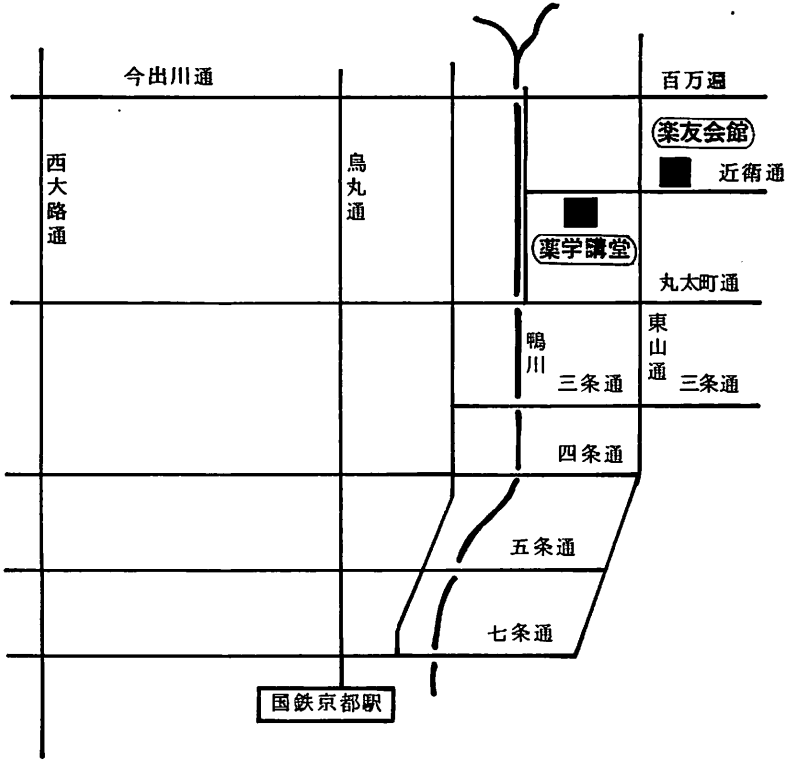 今出川通
百万遍
楽友会館
近衛通
西大路通
烏丸通
薬学講堂
丸太町通
鴨川
東山通
三条通
三条通
四条通
五条通
七条通
国鉄京都駅